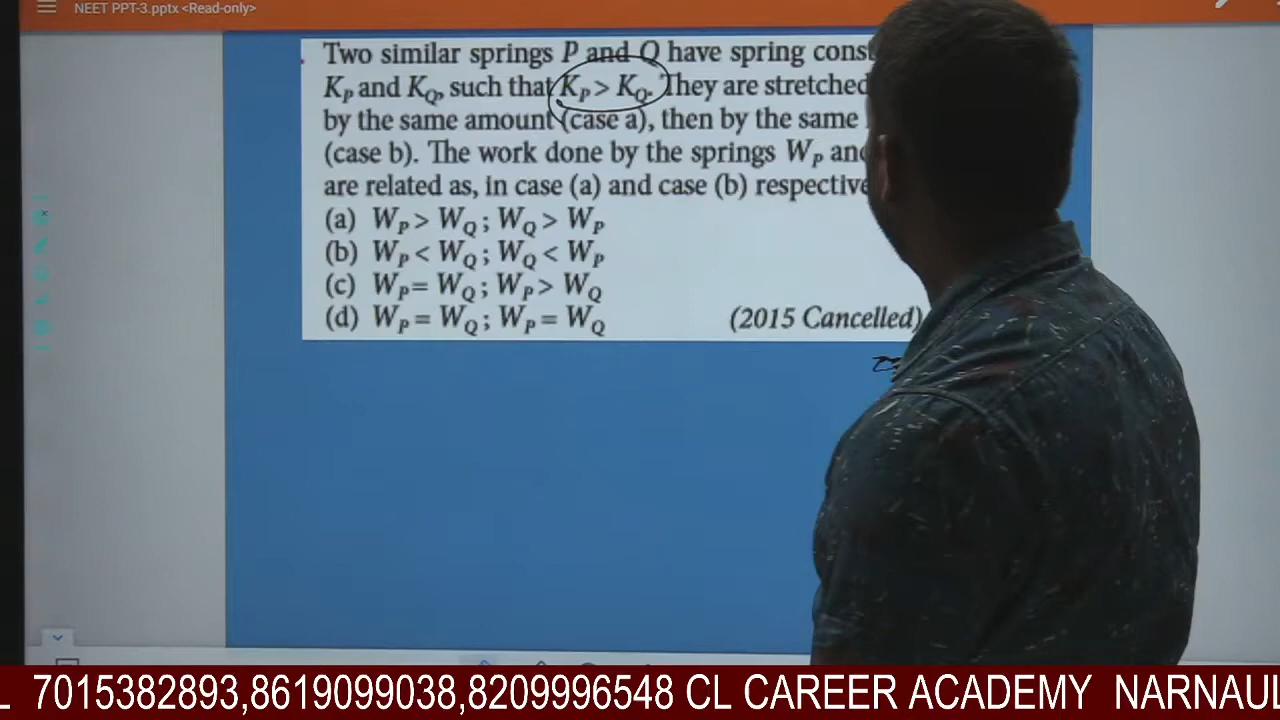 NEET PPT-3.pptx <Read-only>
Two similar springs P and Q have spring
K_P and K_Q, such that K_P > K_Q. They are stretched
by the same amount (case a), then by the same
(case b). The work done by the springs W_P
are related as, in case (a) and case (b)
(a) W_P > W_Q ; W_Q > W_P
(b) W_P < W_Q ; W_Q < W_P
(c) W_P = W_Q ; W_P > W_Q
(d) W_P = W_Q ; W_P = W_Q (2015 Cancelled)
7015382893,8619099038,8209996548 CL CAREER ACADEMY NARNAUL